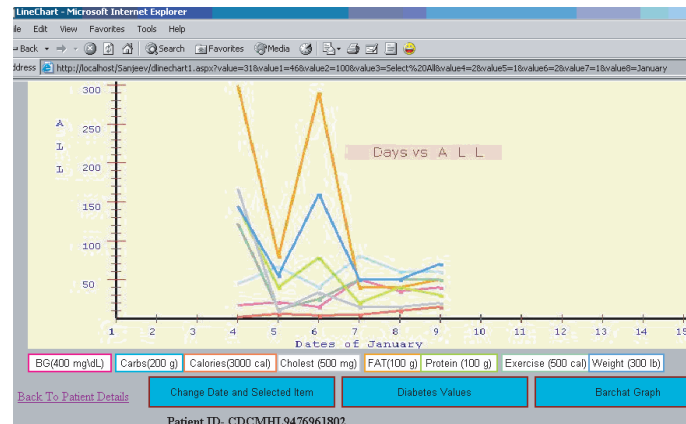 LineChart - Microsoft Internet Explorer
ile Edit View Favorites Tools Help
Back Search Favorites Media
ddress http://localhost/Sanjeev/dlinechart1.aspx?value=31&value1=46&value2=100&value3=Select%20All&value4=2&value5=1&value6=2&value7=1&value8=January
300
A L L
250
Days vs A L L
200
150
100
50
1 2 3 4 5 6 7 8 9 10 11 12 13 14 15
Dates of January
BG(400 mg\dL) Carbs(200 g) Calories(3000 cal) Cholest (500 mg) FAT(100 g) Protein (100 g) Exercise (500 cal) Weight (300 lb)
Back To Patient Details Change Date and Selected Item Diabetes Values Barchat Graph
Patient ID- CDCMHL9476961802